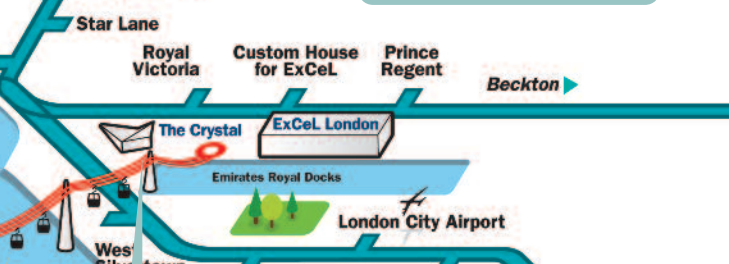 Star Lane
Royal
Victoria
Custom House
for ExCeL
Prince
Regent
Beckton
The Crystal
ExCeL London
Emirates Royal Docks
London City Airport
West